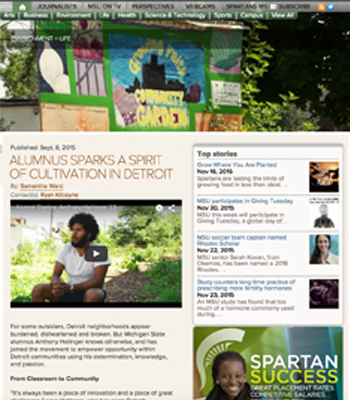 JOURNALISTS MSU ON TV PERSPECTIVES WEBCAMS SPARTANS WILL SUBSCRIBE
Arts | Business | Environment | Life | Health | Science & Technology | Sports | Campus | View All
ENVIRONMENT + LIFE
Growing Field
COMMUNITY
GARDEN
Published: Sept. 8, 2015
ALUMNUS SPARKS A SPIRIT
OF CULTIVATION IN DETROIT
By: Samantha Ward
Contact(s): Ryan Kilcoyne
For some outsiders, Detroit neighborhoods appear
burdened, disheartened and broken. But Michigan State
alumnus Anthony Hatinger knows otherwise, and has
joined the movement to empower opportunity within
Detroit communities using his determination, knowledge,
and passion.
From Classroom to Community
"It's always been a place of innovation and a place of great
Top stories
Grow Where You Are Planted
Nov 16, 2015
Spartans are testing the limits of
growing food in less than ideal. . .
MSU participates in Giving Tuesday
Nov 30, 2015
MSU this week will participate in
Giving Tuesday, a global day of . . .
MSU soccer team captain named
Rhodes Scholar
Nov 22, 2015
MSU senior Sarah Kovan, from
Okemos, has been named a 2016
Rhodes. . .
Study counters long-time practice of
prescribing more fertility hormones
Nov 23, 2015
An MSU study has found that too
much of a hormone commonly used
during. . .
SPARTAN
SUCCESS
GREAT PLACEMENT RATES
COMPETITIVE SALARIES